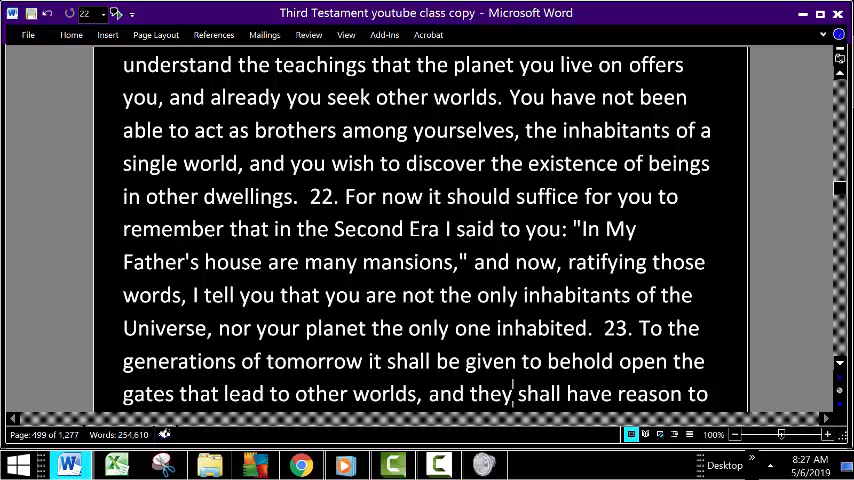 22
Third Testament youtube class copy - Microsoft Word
File Home Insert Page Layout References Mailings Review View Add-Ins Acrobat
understand the teachings that the planet you live on offers
you, and already you seek other worlds. You have not been
able to act as brothers among yourselves, the inhabitants of a
single world, and you wish to discover the existence of beings
in other dwellings.  22. For now it should suffice for you to
remember that in the Second Era I said to you: "In My
Father's house are many mansions," and now, ratifying those
words, I tell you that you are not the only inhabitants of the
Universe, nor your planet the only one inhabited.  23. To the
generations of tomorrow it shall be given to behold open the
gates that lead to other worlds, and they shall have reason to
Page: 499 of 1,277 Words: 254,610 100%
Desktop 8:27 AM
5/6/2019